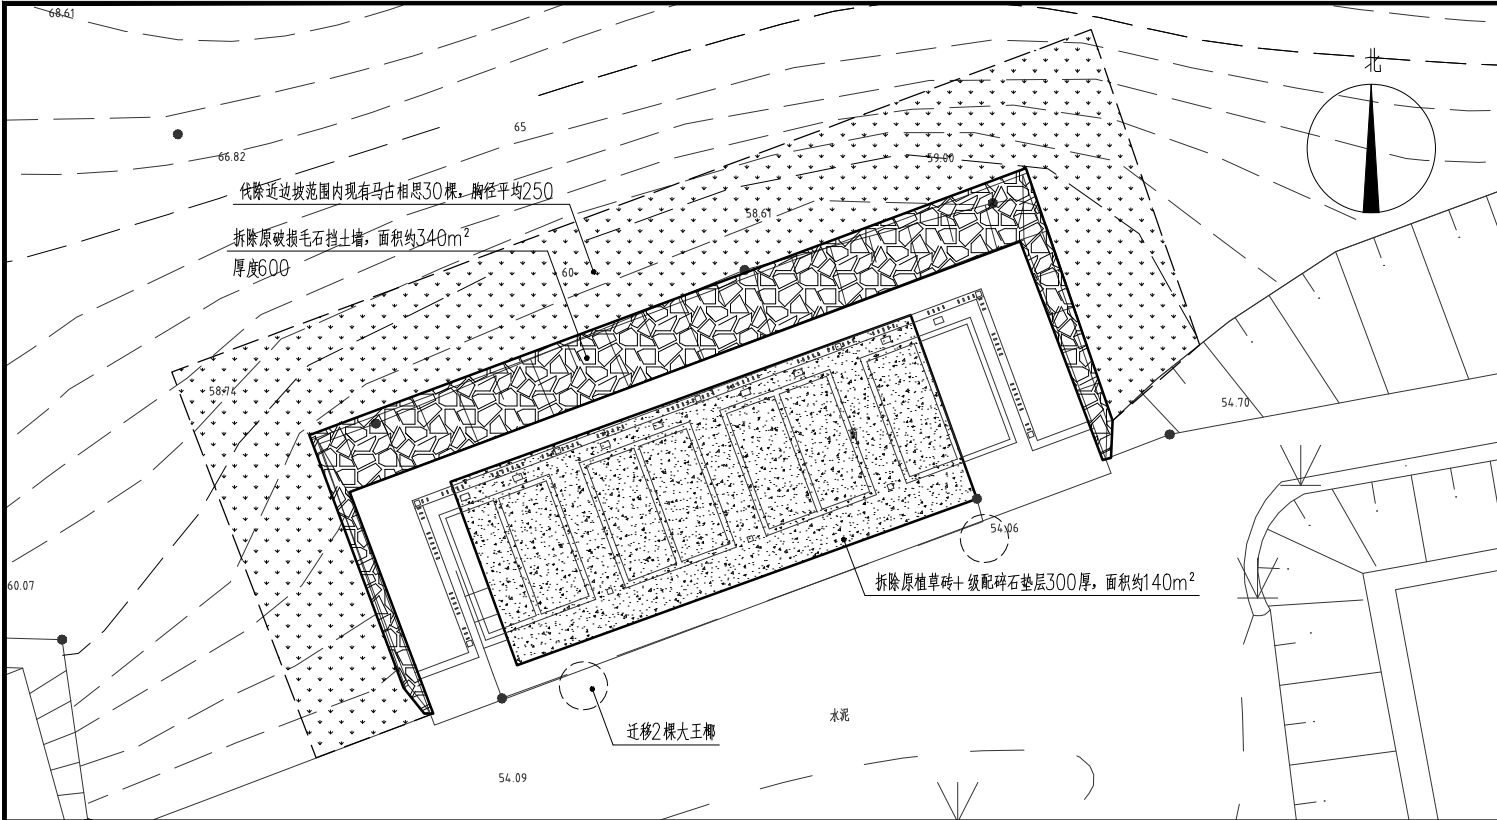 68.61
北
65
66.82
59.00
伐除近边坡范围内现有马占相思30棵，胸径平均250
58.61
拆除原破损毛石挡土墙，面积约340m²
厚度600
60
58.74
54.70
54.06
60.07
拆除原植草砖+级配碎石垫层300厚，面积约140m²
水泥
迁移2棵大王椰
54.09